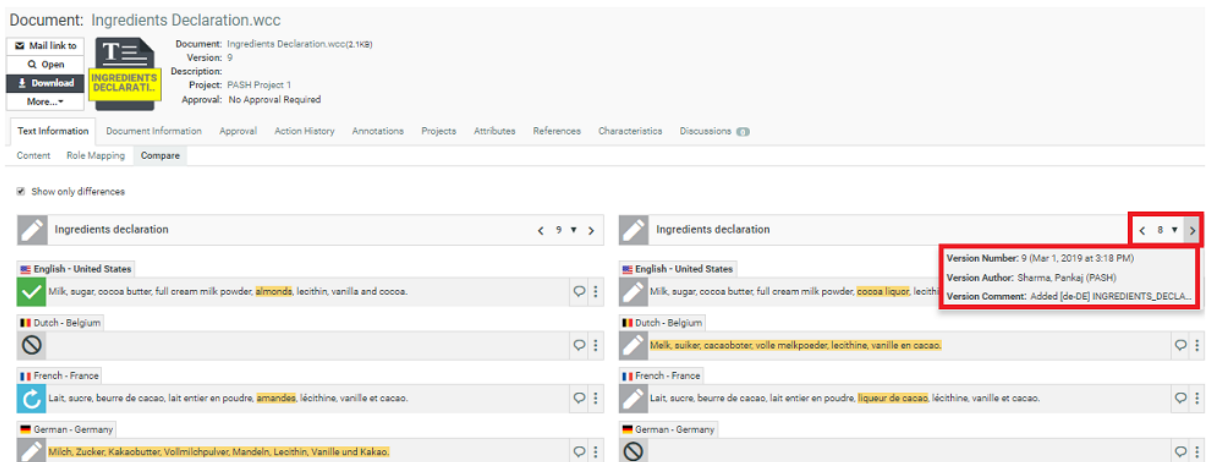 Document: Ingredients Declaration.wcc
Mail link to
Open
Download
More...
T
INGREDIENTS
DECLARATI..
Document: Ingredients Declaration.wcc(2.1KB)
Version: 9
Description:
Project: PASH Project 1
Approval: No Approval Required
Text Information Document Information Approval Action History Annotations Projects Attributes References Characteristics Discussions 0
Content Role Mapping Compare
Show only differences
Ingredients declaration < 9 ▼ > Ingredients declaration < 8 ▼ >
Version Number: 9 (Mar 1, 2019 at 3:18 PM)
Version Author: Sharma, Pankaj (PASH)
Version Comment: Added [de-DE] INGREDIENTS_DECLA...
English - United States English - United States
Milk, sugar, cocoa butter, full cream milk powder, almonds, lecithin, vanilla and cocoa. Milk, sugar, cocoa butter, full cream milk powder, cocoa liquor, lecithi
Dutch - Belgium Dutch - Belgium
Melk, suiker, cacaoboter, volle melkpoeder, lecithine, vanille en cacao.
French - France French - France
Lait, sucre, beurre de cacao, lait entier en poudre, amandes, lécithine, vanille et cacao. Lait, sucre, beurre de cacao, lait entier en poudre, liqueur de cacao, lécithine, vanille et cacao.
German - Germany German - Germany
Milch, Zucker, Kakaobutter, Vollmilchpulver, Mandeln, Lecithin, Vanille und Kakao.